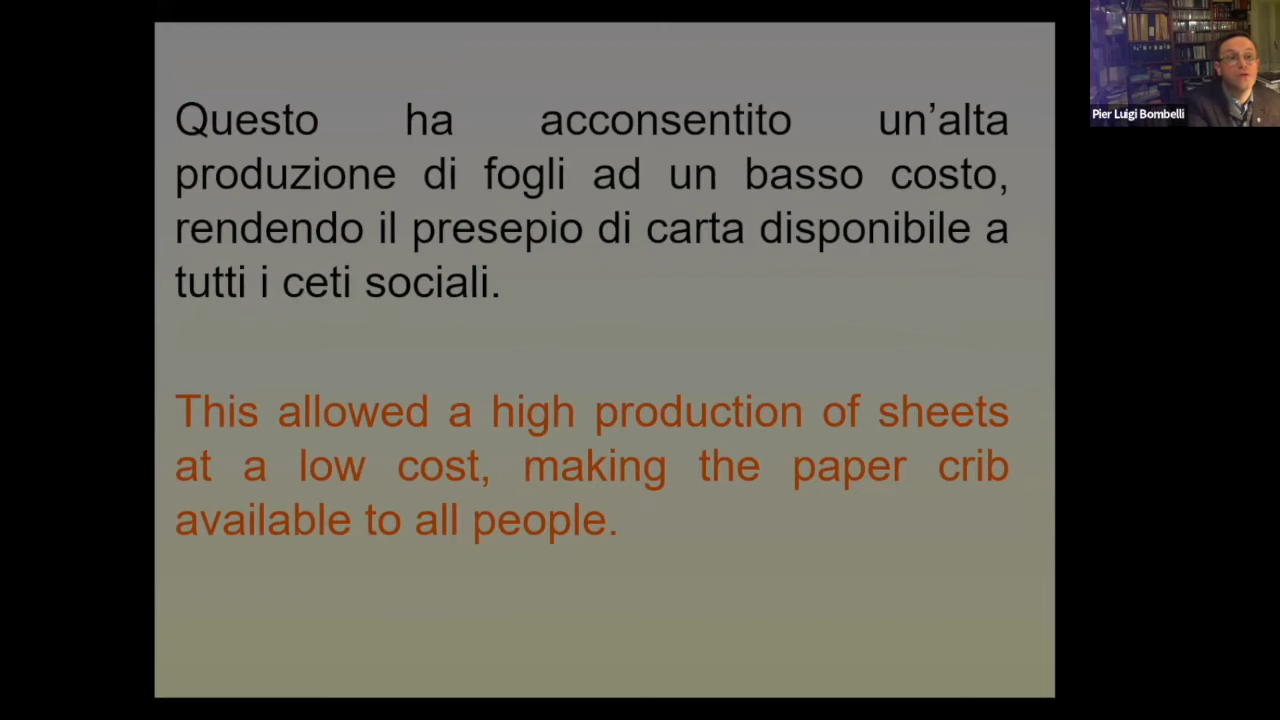 Questo ha acconsentito un’alta
produzione di fogli ad un basso costo,
rendendo il presepio di carta disponibile a
tutti i ceti sociali.
This allowed a high production of sheets
at a low cost, making the paper crib
available to all people.
Pier Luigi Bombelli